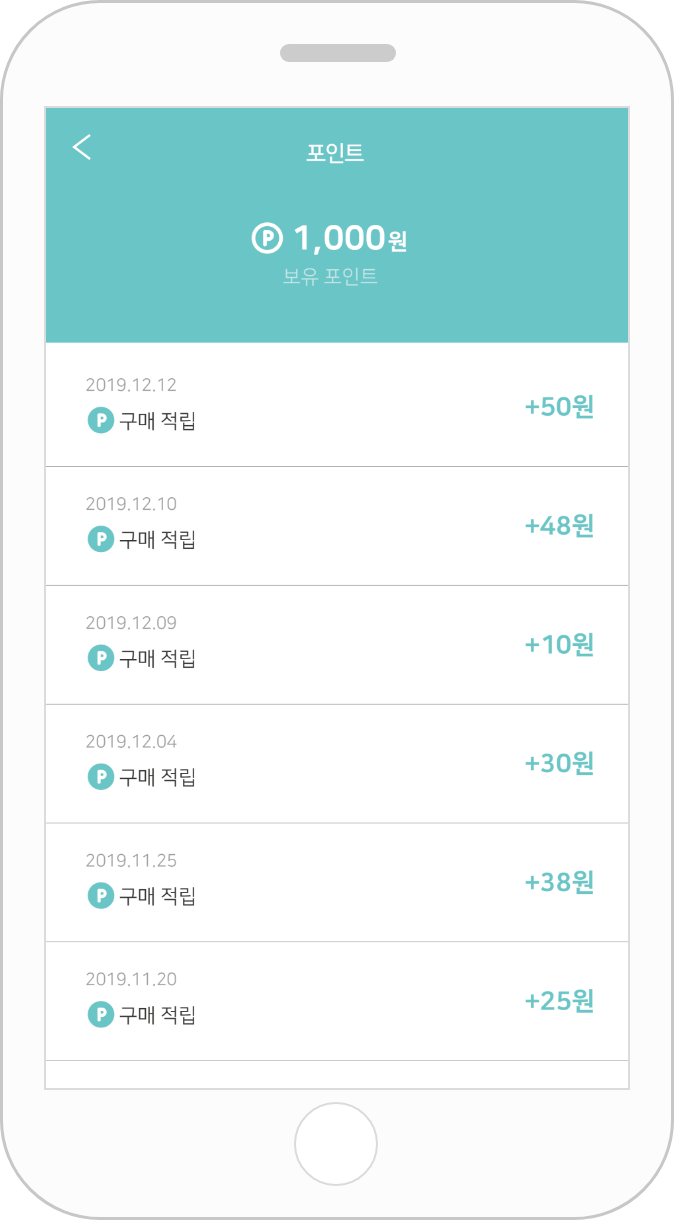 포인트
P 1,000원
보유 포인트
2019.12.12
P 구매 적립
+50원
2019.12.10
P 구매 적립
+48원
2019.12.09
P 구매 적립
+10원
2019.12.04
P 구매 적립
+30원
2019.11.25
P 구매 적립
+38원
2019.11.20
P 구매 적립
+25원